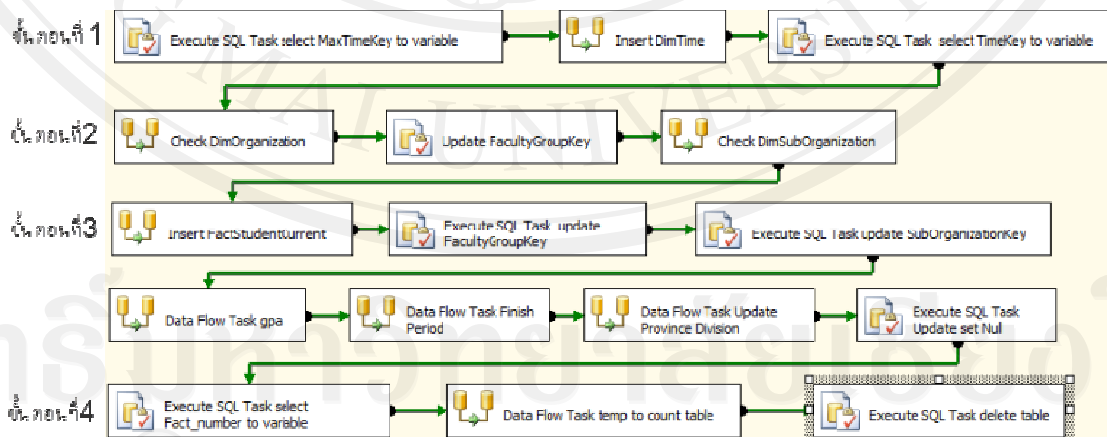 ขั้นตอนที่ 1
Execute SQL Task select MaxTimeKey to variable
Insert DimTime
Execute SQL Task select TimeKey to variable
ขั้นตอนที่2
Check DimOrganization
Update FacultyGroupKey
Check DimSubOrganization
ขั้นตอนที่3
Insert FactStudentCurrent
Execute SQL Task update
FacultyGroupKey
Execute SQL Task update SubOrganizationKey
Data Flow Task gpa
Data Flow Task Finish
Period
Data Flow Task Update
Province Division
Execute SQL Task
Update set Null
ขั้นตอนที่4
Execute SQL Task select
Fact_number to variable
Data Flow Task temp to count table
Execute SQL Task delete table
MAI UNIVERSI